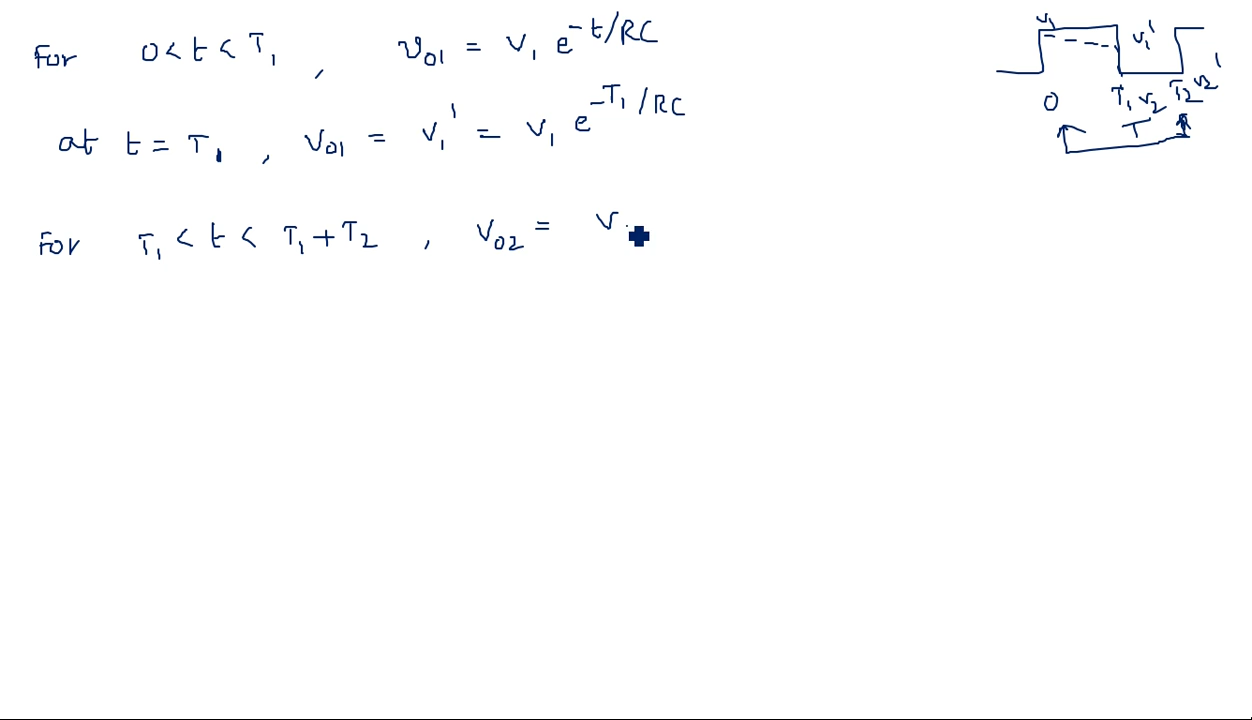 For 0 < t < T₁ , v₀₁ = V₁ e^(-t/RC)
at t = T₁ , V₀₁ = V₁' = V₁ e^(-T₁/RC)
For T₁ < t < T₁ + T₂ , V₀₂ = V
V₁ V₁'
0 T₁ V₂ T₂ V₂'
T